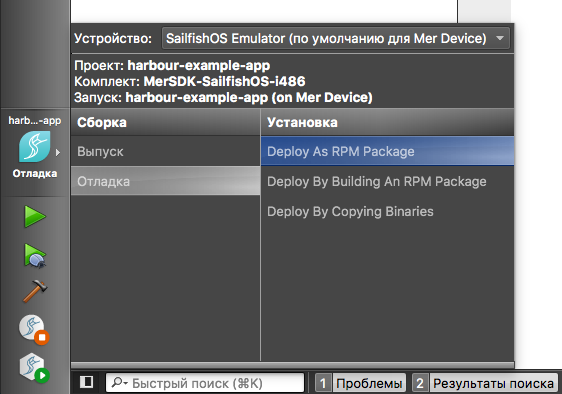 Устройство: SailfishOS Emulator (по умолчанию для Mer Device)
Проект: harbour-example-app
Комплект: MerSDK-SailfishOS-i486
Запуск: harbour-example-app (on Mer Device)
harb...-app
Отладка
Сборка
Выпуск
Отладка
Установка
Deploy As RPM Package
Deploy By Building An RPM Package
Deploy By Copying Binaries
Быстрый поиск (⌘K)
1 Проблемы
2 Результаты поиска